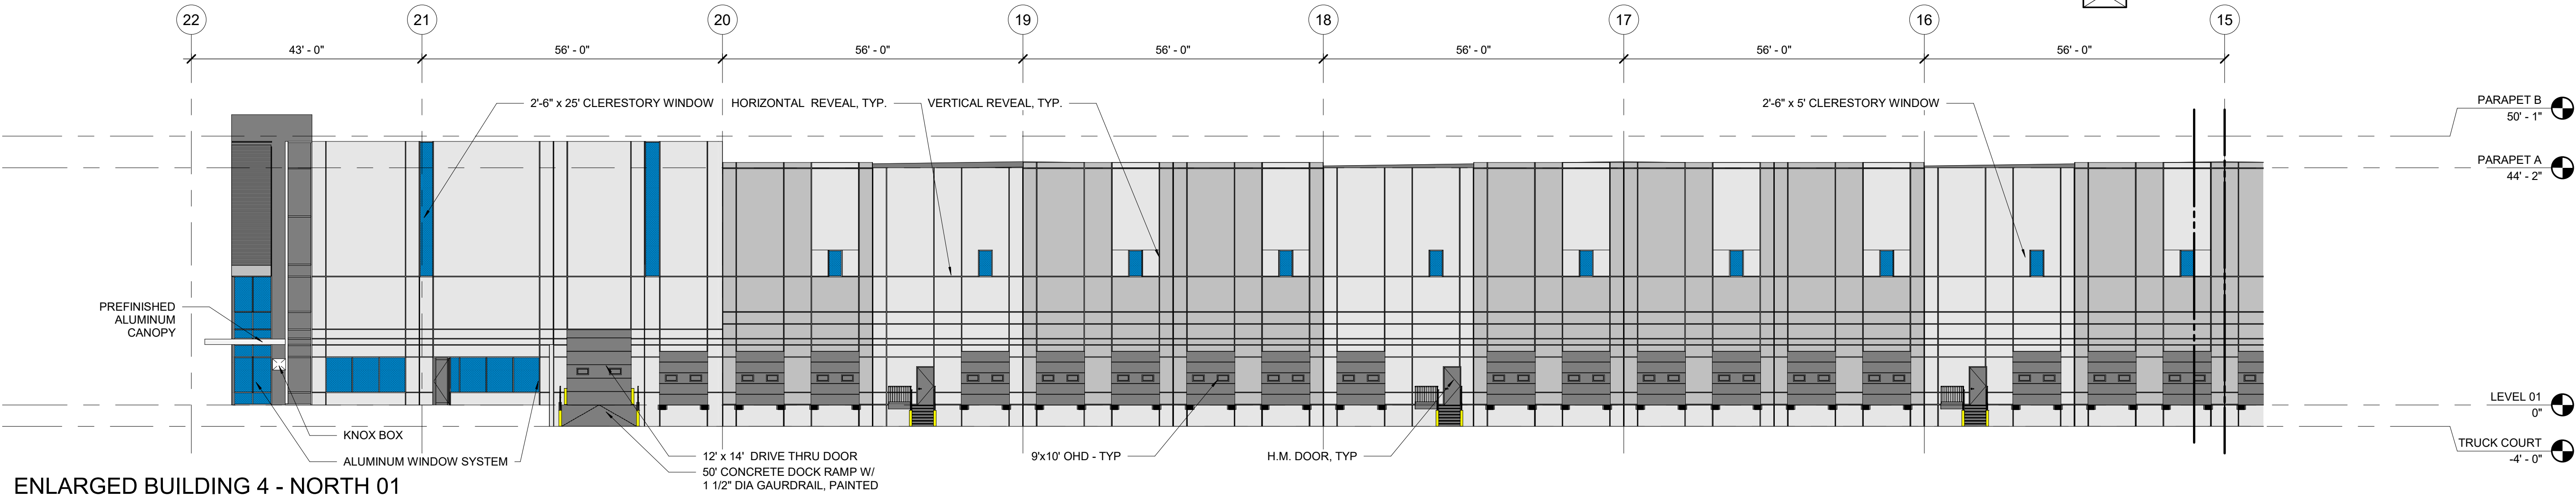 22 21 20 19 18 17 16 15
43' - 0" 56' - 0" 56' - 0" 56' - 0" 56' - 0" 56' - 0" 56' - 0"
2'-6" x 25' CLERESTORY WINDOW
HORIZONTAL REVEAL, TYP.
VERTICAL REVEAL, TYP.
2'-6" x 5' CLERESTORY WINDOW
PARAPET B
50' - 1"
PARAPET A
44' - 2"
PREFINISHED
ALUMINUM
CANOPY
LEVEL 01
0"
KNOX BOX
TRUCK COURT
-4' - 0"
ALUMINUM WINDOW SYSTEM
12' x 14' DRIVE THRU DOOR
9'x10' OHD - TYP
H.M. DOOR, TYP
50' CONCRETE DOCK RAMP W/
1 1/2" DIA GAURDRAIL, PAINTED
ENLARGED BUILDING 4 - NORTH 01